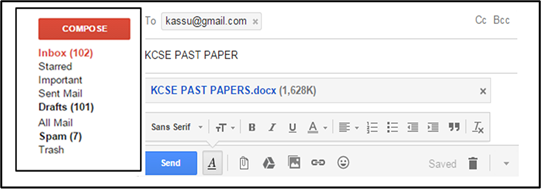 COMPOSE
Inbox (102)
Starred
Important
Sent Mail
Drafts (101)
All Mail
Spam (7)
Trash
To kassu@gmail.com × Cc Bcc
KCSE PAST PAPER
KCSE PAST PAPERS.docx (1,628K) ×
Sans Serif T B I U A
Send A Saved